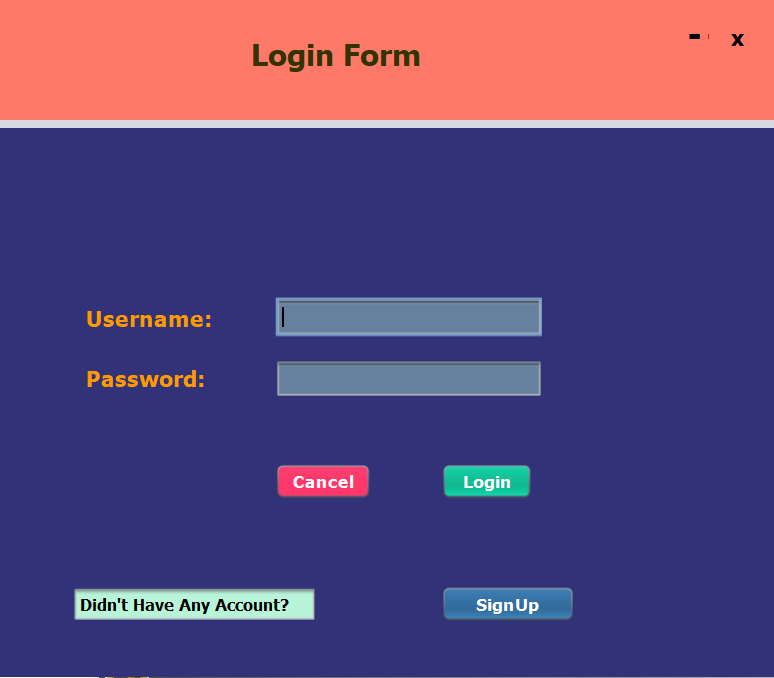 Login Form
-
x
Username:
Password:
Cancel
Login
Didn't Have Any Account?
SignUp